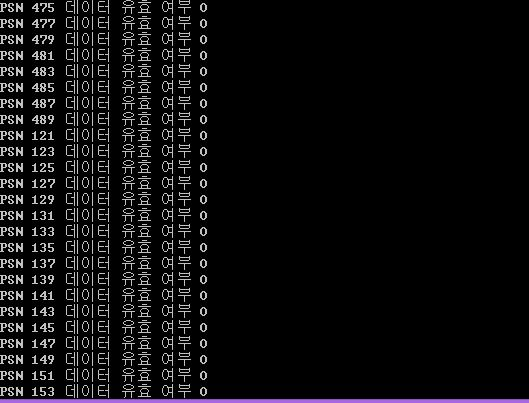 PSN 475 데이터 유효 여부 0
PSN 477 데이터 유효 여부 0
PSN 479 데이터 유효 여부 0
PSN 481 데이터 유효 여부 0
PSN 483 데이터 유효 여부 0
PSN 485 데이터 유효 여부 0
PSN 487 데이터 유효 여부 0
PSN 489 데이터 유효 여부 0
PSN 121 데이터 유효 여부 0
PSN 123 데이터 유효 여부 0
PSN 125 데이터 유효 여부 0
PSN 127 데이터 유효 여부 0
PSN 129 데이터 유효 여부 0
PSN 131 데이터 유효 여부 0
PSN 133 데이터 유효 여부 0
PSN 135 데이터 유효 여부 0
PSN 137 데이터 유효 여부 0
PSN 139 데이터 유효 여부 0
PSN 141 데이터 유효 여부 0
PSN 143 데이터 유효 여부 0
PSN 145 데이터 유효 여부 0
PSN 147 데이터 유효 여부 0
PSN 149 데이터 유효 여부 0
PSN 151 데이터 유효 여부 0
PSN 153 데이터 유효 여부 0